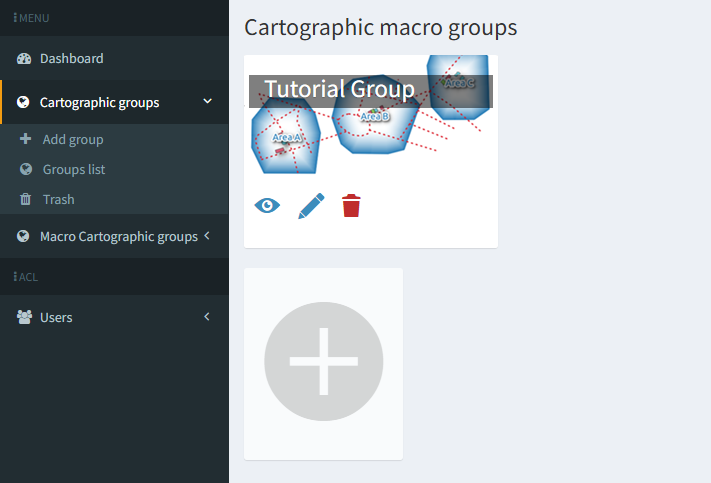 MENU
Dashboard
Cartographic groups
Add group
Groups list
Trash
Macro Cartographic groups
ACL
Users
Cartographic macro groups
Tutorial Group
Area C
Area B
Area A